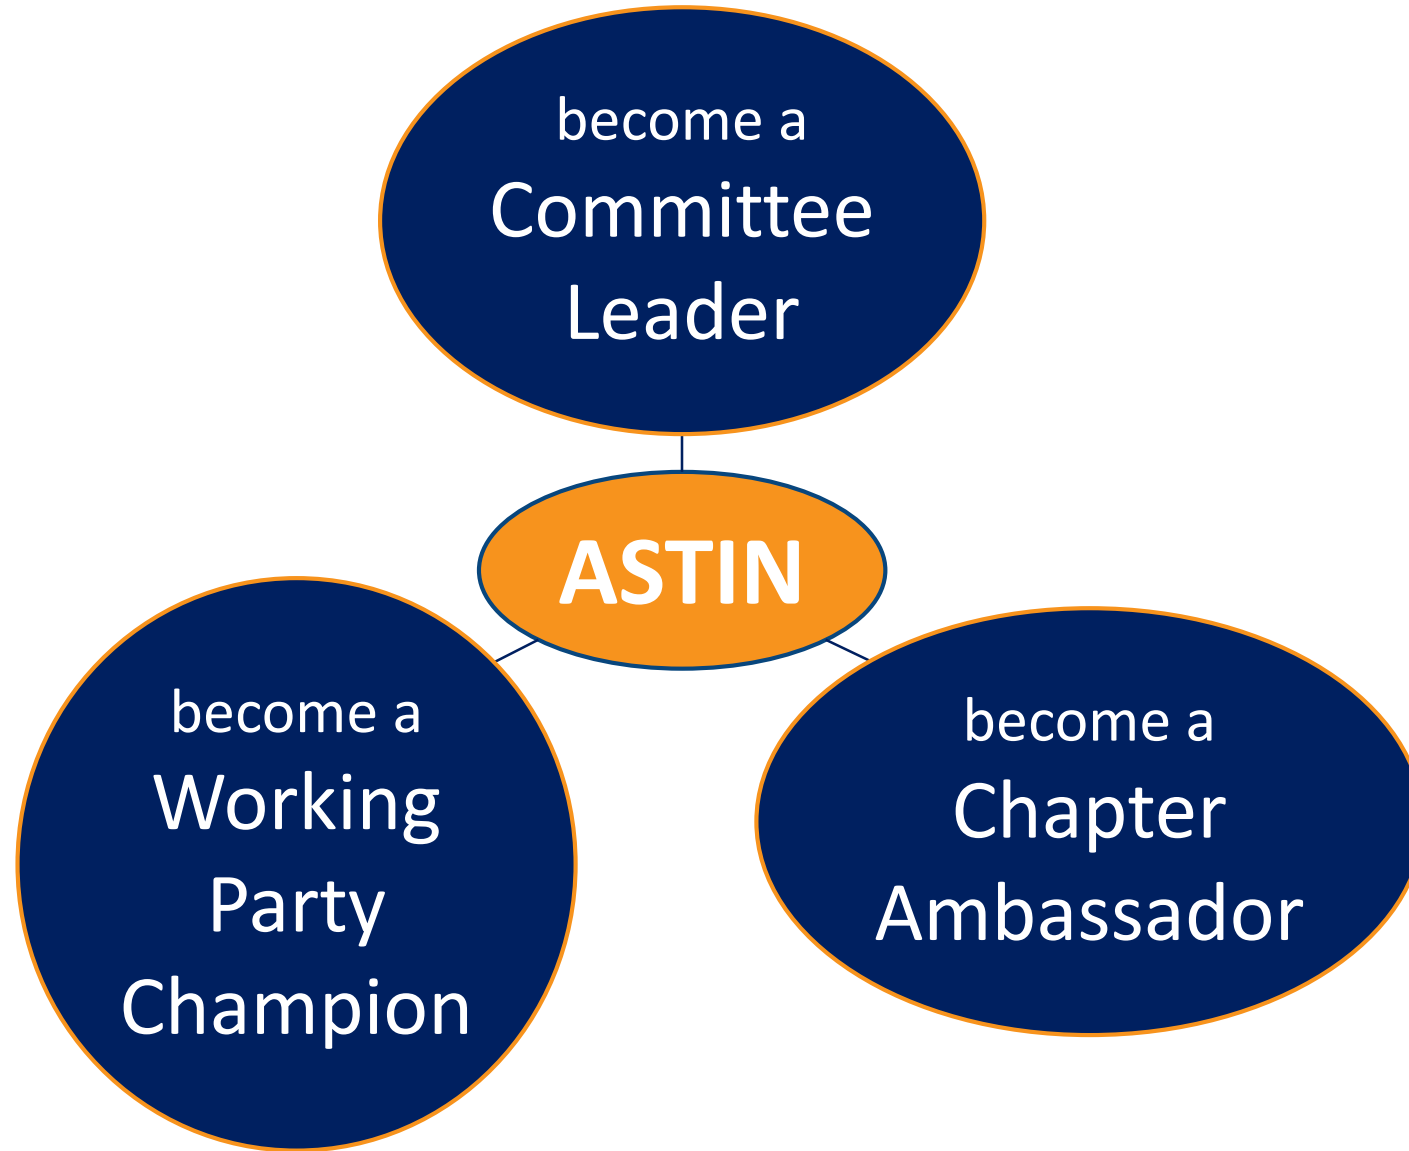 become a
Committee
Leader
ASTIN
become a
Working
Party
Champion
become a
Chapter
Ambassador